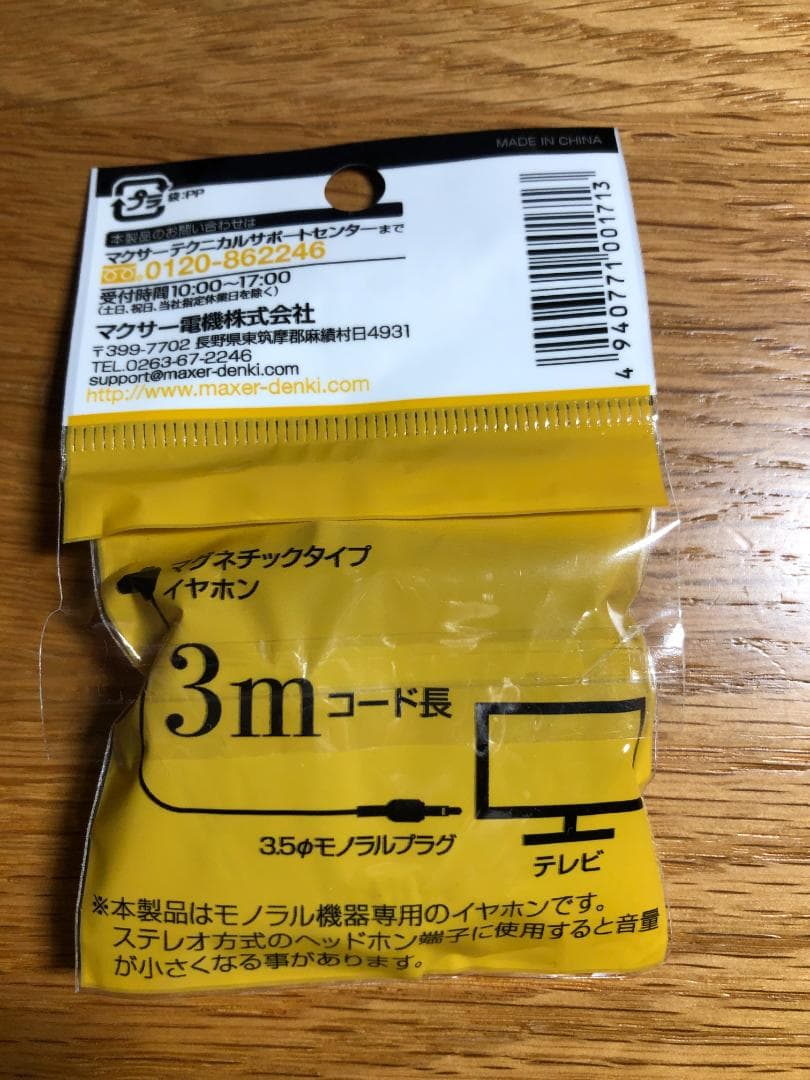 MADE IN CHINA
プラ
袋:PP
本製品のお問い合わせは
マクサーテクニカルサポートセンターまで
0120-862246
受付時間10:00〜17:00
(土日、祝日、当社指定休業日を除く)
マクサー電機株式会社
〒399-7702 長野県東筑摩郡麻績村日4931
TEL.0263-67-2246
support@maxer-denki.com
http://www.maxer-denki.com
4 940771 001713
マグネチックタイプ
イヤホン
3mコード長
3.5φモノラルプラグ
テレビ
※本製品はモノラル機器専用のイヤホンです。
ステレオ方式のヘッドホン端子に使用すると音量
が小さくなる事があります。